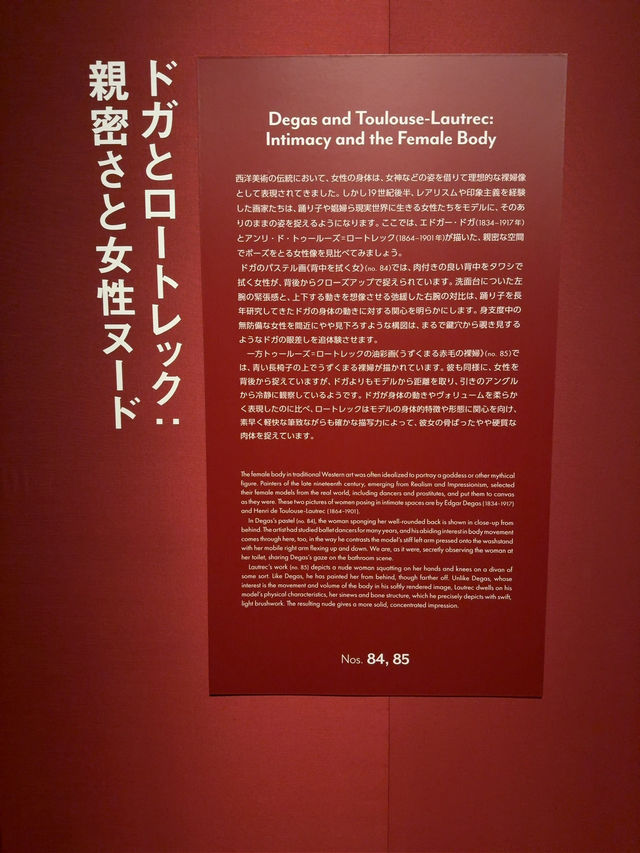 ドガとロートレック：
親密さと女性ヌード
Degas and Toulouse-Lautrec:
Intimacy and the Female Body
西洋美術の伝統において、女性の身体は、女神などの姿を借りて理想的な裸婦像
として表現されてきました。しかし19世紀後半、レアリスムや印象主義を経験
した画家たちは、踊り子や娼婦ら現実世界に生きる女性たちをモデルに、そのあ
りのままの姿を捉えるようになります。ここでは、エドガー・ドガ(1834–1917年)
とアンリ・ド・トゥールーズ=ロートレック(1864–1901年)が描いた、親密な空間
でポーズをとる女性像を見比べてみましょう。
ドガのパステル画《背中を拭く女》(no. 84)では、肉付きの良い背中をタワシで
拭く女性が、背後からクローズアップで捉えられています。洗面台についた左
腕の緊張感と、上下する動きを想像させる弛緩した右腕の対比は、踊り子を長
年研究してきたドガの身体の動きに対する関心を明らかにします。身支度中の
無防備な女性を間近にやや見下ろすような構図は、まるで鍵穴から覗き見する
ようなドガの眼差しを追体験させます。
一方トゥールーズ=ロートレックの油彩画《うずくまる赤毛の裸婦》(no. 85)で
は、青い長椅子の上でうずくまる裸婦が描かれています。彼も同様に、女性を
背後から捉えていますが、ドガよりもモデルから距離を取り、引きのアングル
から冷静に観察しているようです。ドガが身体の動きやヴォリュームを柔らか
く表現したのに比べ、ロートレックはモデルの身体的特徴や形態に関心を向け、
素早く軽快な筆致ながらも確かな描写力によって、彼女の骨ばったやや硬質な
肉体を捉えています。
The female body in traditional Western art was often idealized to portray a goddess or other mythical
figure. Painters of the late nineteenth century, emerging from Realism and Impressionism, selected
their female models from the real world, including dancers and prostitutes, and put them to canvas
as they were. These two pictures of women posing in intimate spaces are by Edgar Degas (1834–1917)
and Henri de Toulouse-Lautrec (1864–1901).
In Degas's pastel (no. 84), the woman sponging her well-rounded back is shown in close-up from
behind. The artist had studied ballet dancers for many years, and his abiding interest in body movement
comes through here, too, in the way he contrasts the model's stiff left arm pressed onto the washstand
with her mobile right arm flexing up and down. We are, as it were, secretly observing the woman at
her toilet, sharing Degas's gaze on the bathroom scene.
Lautrec's work (no. 85) depicts a nude woman squatting on her hands and knees on a divan of
some sort. Like Degas, he has painted her from behind, though farther off. Unlike Degas, whose
interest is the movement and volume of the body in his softly rendered image, Lautrec dwells on his
model's physical characteristics, her sinews and bone structure, which he precisely depicts with swift,
light brushwork. The resulting nude gives a more solid, concentrated impression.
Nos. 84, 85